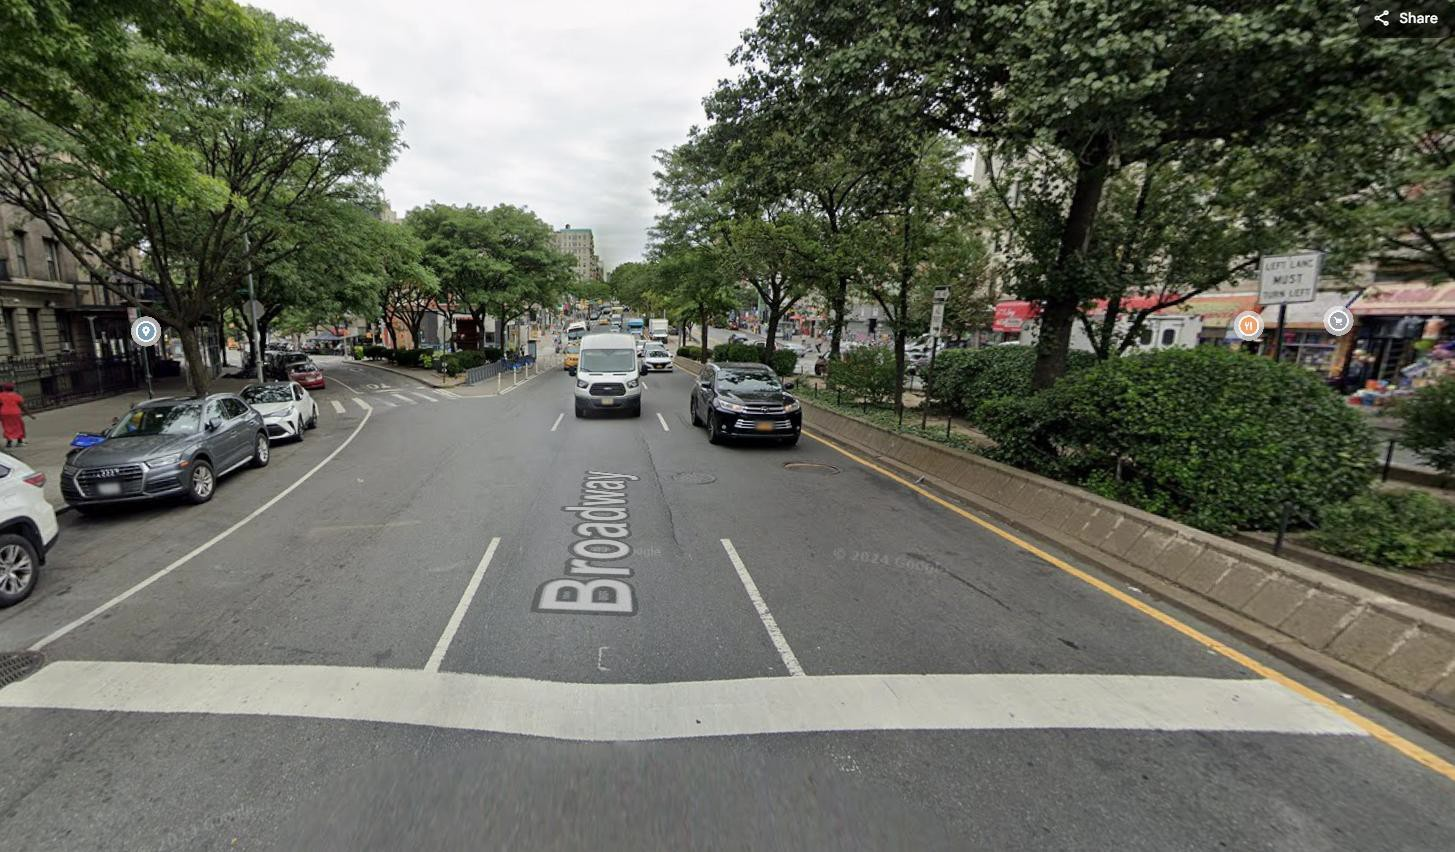 Share
LEFT LANE
MUST
TURN LEFT
Broadway
© 2024 Google